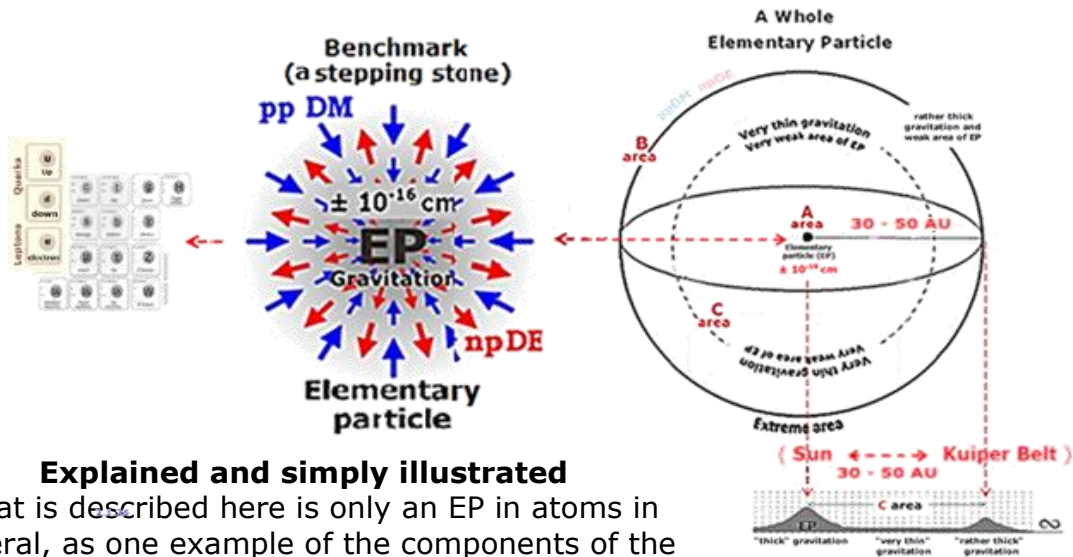 A Whole
Elementary Particle
Benchmark
(a stepping stone)
pp DM
± 10⁻¹⁶ cm
EP
Gravitation
npDE
Elementary
particle
Quarks
Leptons
Up
down
electron
ppDM
ppDE
Very thin gravitation
Very weak area of EP
rather thick
gravitation and
weak area of EP
B
area
A
area
30 - 50 AU
Elementary
particle (EP)
± 10⁻¹⁶ cm
C
area
Very weak area of EP
Very thin gravitation
Extreme area
( Sun Kuiper Belt )
30 - 50 AU
C area
EP
"thick" gravitation
"very thin"
gravitation
"rather thick"
gravitation
Explained and simply illustrated
at is described here is only an EP in atoms in
eral, as one example of the components of the